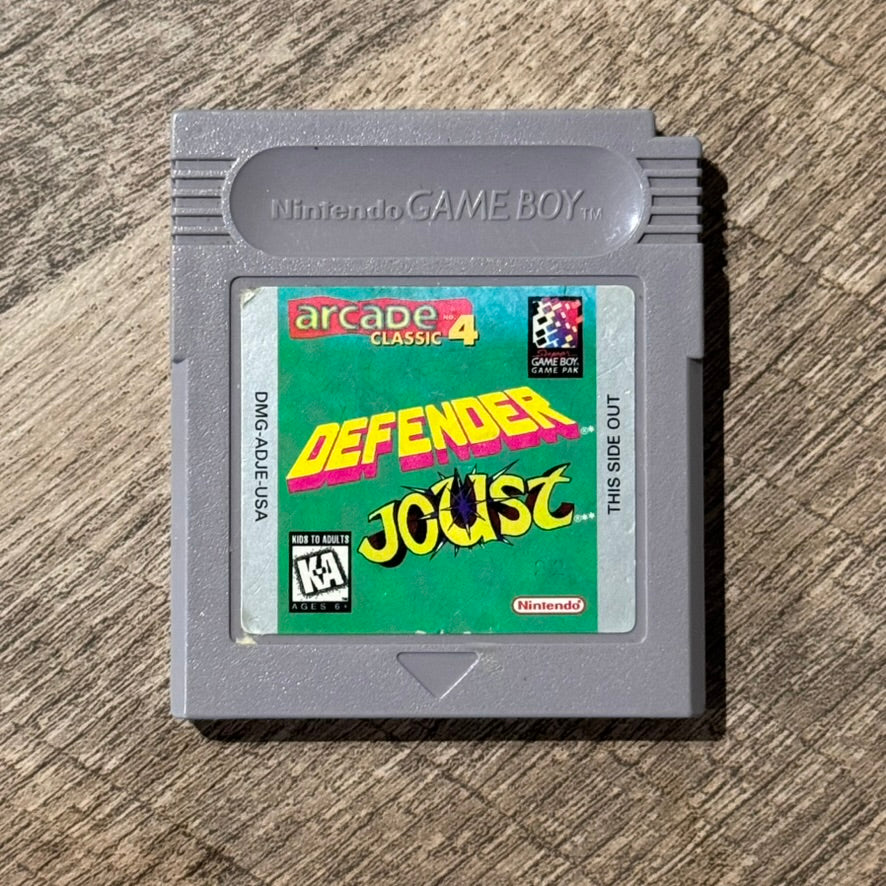 Nintendo GAME BOY™
arcade
CLASSIC NO. 4
Super
GAME BOY.
GAME PAK
DEFENDER®*
JOUST®**
DMG-ADJE-USA
THIS SIDE OUT
KIDS TO ADULTS
K-A
AGES 6+
Nintendo®